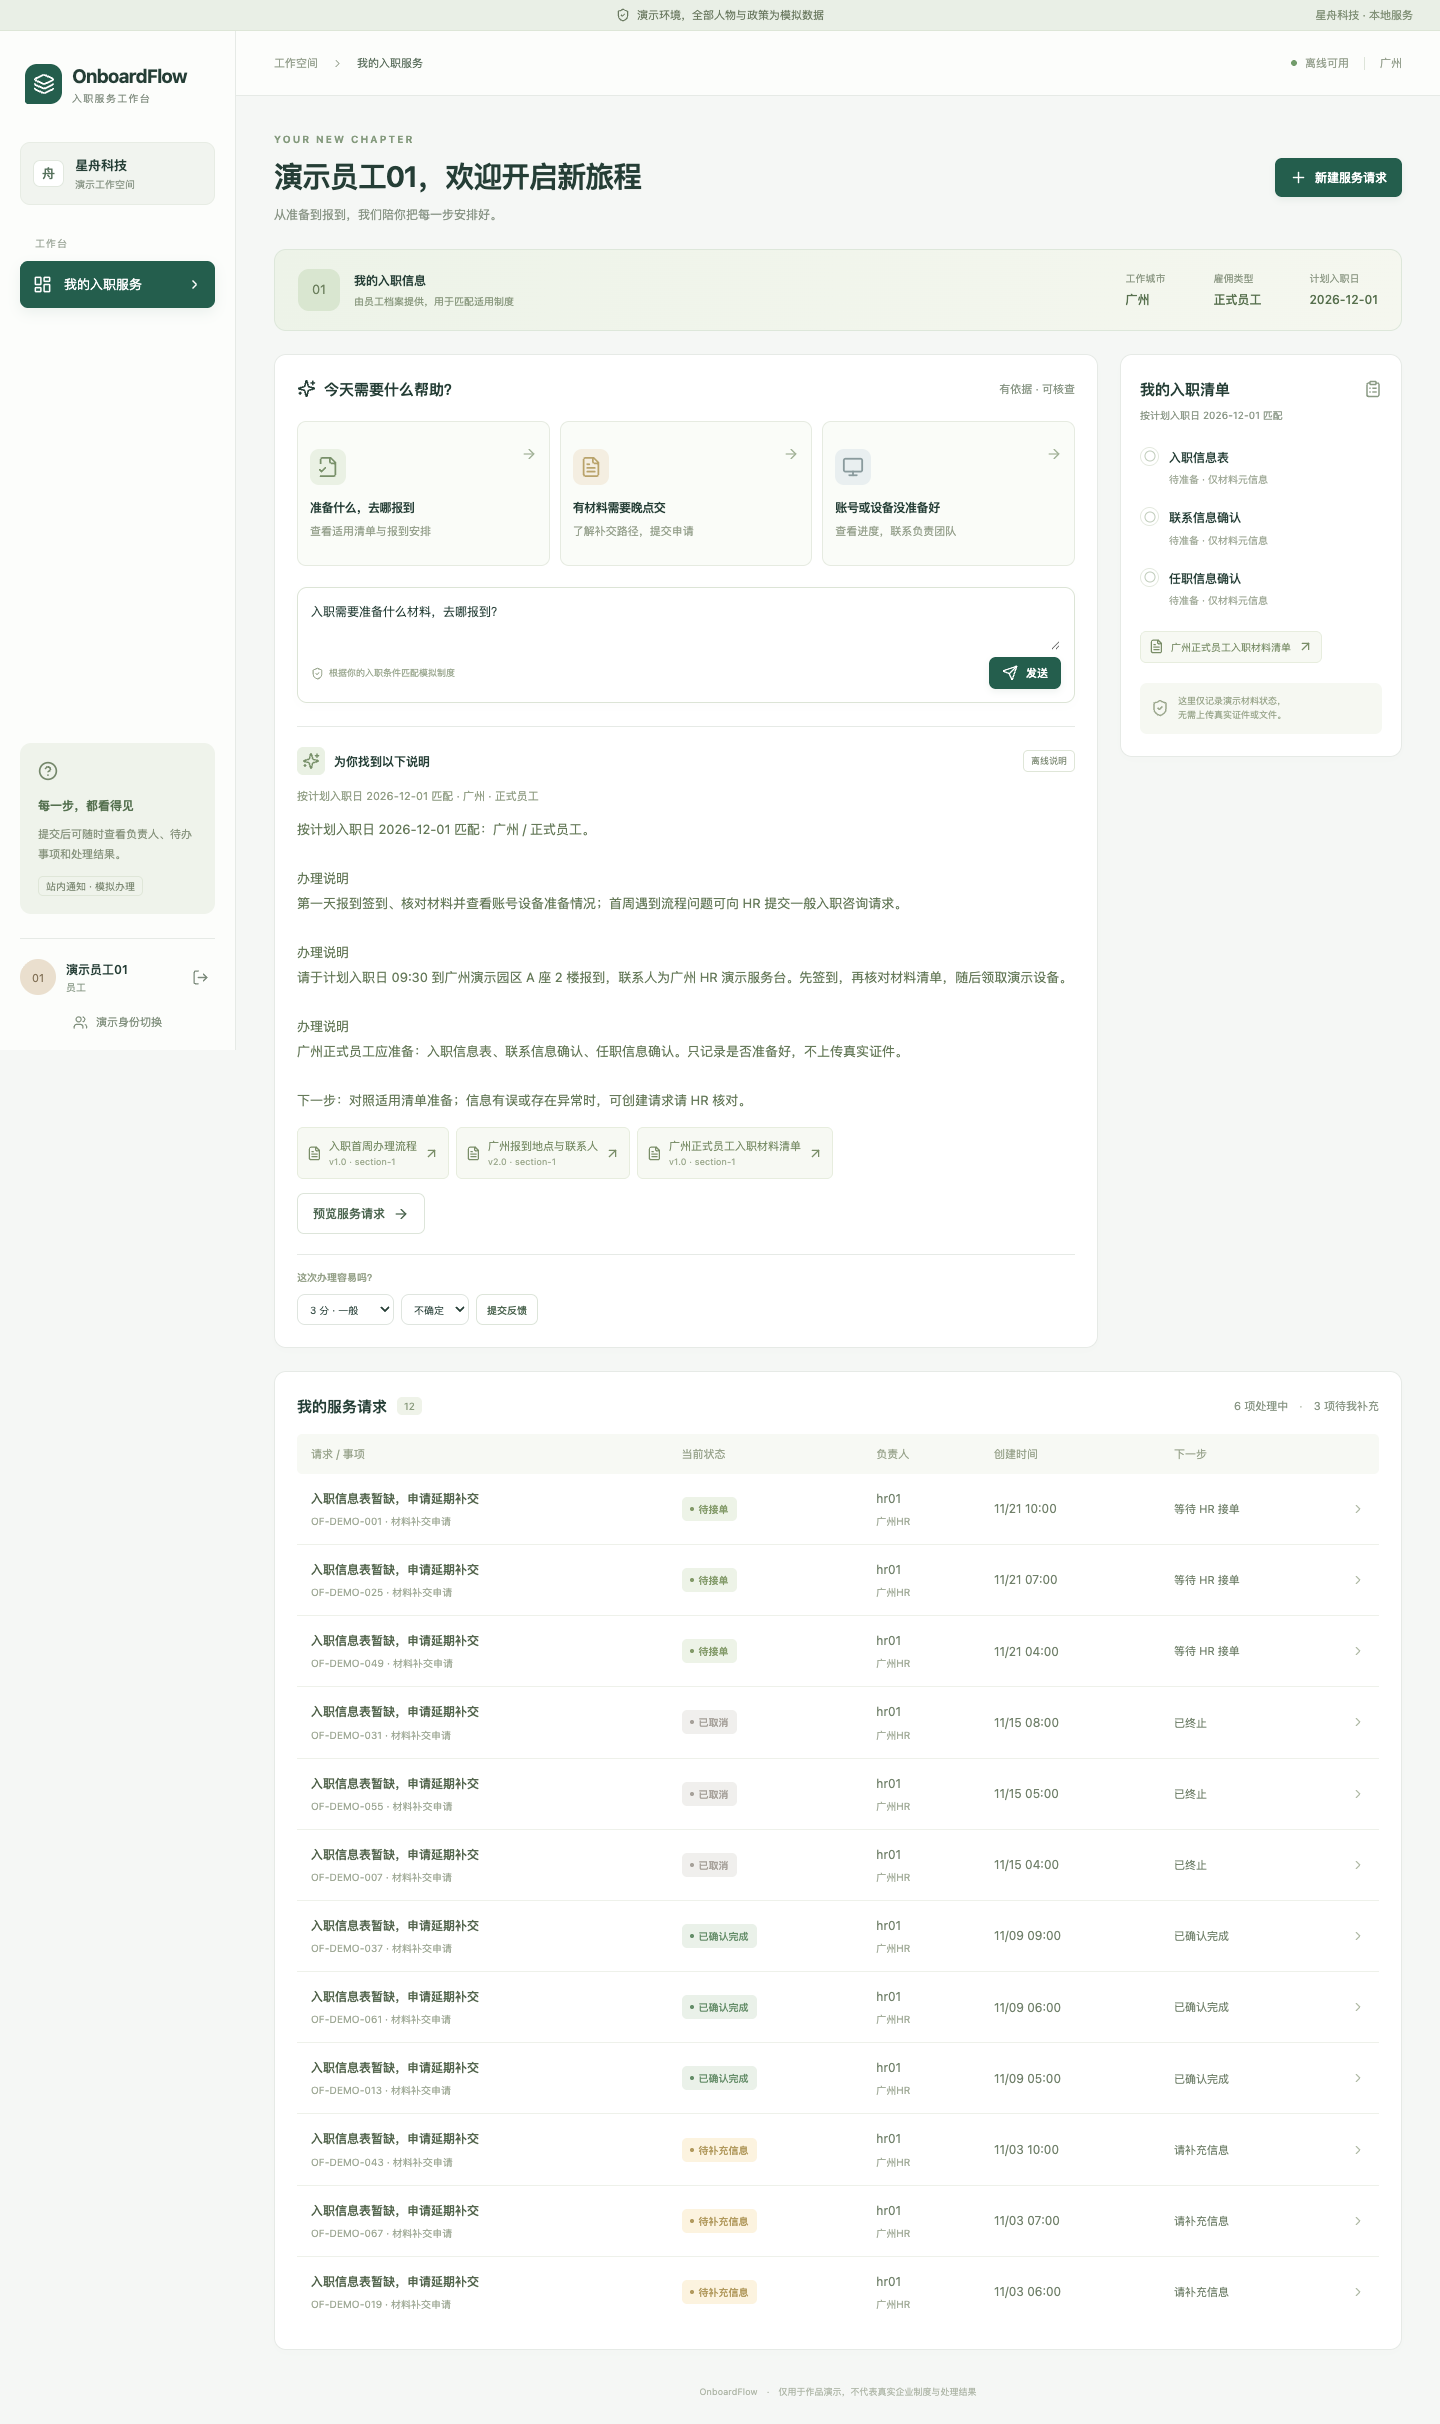 演示环境，全部人物与政策为模拟数据
星舟科技 · 本地服务
OnboardFlow
入职服务工作台
舟
星舟科技
演示工作空间
工作台
我的入职服务
每一步，都看得见
提交后可随时查看负责人、待办
事项和处理结果。
站内通知 · 模拟办理
01
演示员工01
员工
演示身份切换
工作空间
我的入职服务
离线可用
广州
YOUR NEW CHAPTER
演示员工01，欢迎开启新旅程
从准备到报到，我们陪你把每一步安排好。
新建服务请求
01
我的入职信息
由员工档案提供，用于匹配适用制度
工作城市
广州
雇佣类型
正式员工
计划入职日
2026-12-01
今天需要什么帮助?
有依据 · 可核查
准备什么，去哪报到
查看适用清单与报到安排
有材料需要晚点交
了解补交路径，提交申请
账号或设备没准备好
查看进度，联系负责团队
入职需要准备什么材料，去哪报到?
根据你的入职条件匹配模拟制度
发送
为你找到以下说明
离线说明
按计划入职日 2026-12-01 匹配 · 广州 · 正式员工
按计划入职日 2026-12-01 匹配：广州 / 正式员工。
办理说明
第一天报到签到、核对材料并查看账号设备准备情况；首周遇到流程问题可向 HR 提交一般入职咨询请求。
办理说明
请于计划入职日 09:30 到广州演示园区 A 座 2 楼报到，联系人为广州 HR 演示服务台。先签到，再核对材料清单，随后领取演示设备。
办理说明
广州正式员工应准备：入职信息表、联系信息确认、任职信息确认。只记录是否准备好，不上传真实证件。
下一步：对照适用清单准备；信息有误或存在异常时，可创建请求请 HR 核对。
入职首周办理流程
v1.0 · section-1
广州报到地点与联系人
v2.0 · section-1
广州正式员工入职材料清单
v1.0 · section-1
预览服务请求
这次办理容易吗?
3 分 · 一般
不确定
提交反馈
我的入职清单
按计划入职日 2026-12-01 匹配
入职信息表
待准备 · 仅材料元信息
联系信息确认
待准备 · 仅材料元信息
任职信息确认
待准备 · 仅材料元信息
广州正式员工入职材料清单
这里仅记录演示材料状态，
无需上传真实证件或文件。
我的服务请求
12
6 项处理中 · 3 项待我补充
请求 / 事项
当前状态
负责人
创建时间
下一步
入职信息表暂缺，申请延期补交
OF-DEMO-001 · 材料补交申请
待接单
hr01
广州HR
11/21 10:00
等待 HR 接单
入职信息表暂缺，申请延期补交
OF-DEMO-025 · 材料补交申请
待接单
hr01
广州HR
11/21 07:00
等待 HR 接单
入职信息表暂缺，申请延期补交
OF-DEMO-049 · 材料补交申请
待接单
hr01
广州HR
11/21 04:00
等待 HR 接单
入职信息表暂缺，申请延期补交
OF-DEMO-031 · 材料补交申请
已取消
hr01
广州HR
11/15 08:00
已终止
入职信息表暂缺，申请延期补交
OF-DEMO-055 · 材料补交申请
已取消
hr01
广州HR
11/15 05:00
已终止
入职信息表暂缺，申请延期补交
OF-DEMO-007 · 材料补交申请
已取消
hr01
广州HR
11/15 04:00
已终止
入职信息表暂缺，申请延期补交
OF-DEMO-037 · 材料补交申请
已确认完成
hr01
广州HR
11/09 09:00
已确认完成
入职信息表暂缺，申请延期补交
OF-DEMO-061 · 材料补交申请
已确认完成
hr01
广州HR
11/09 06:00
已确认完成
入职信息表暂缺，申请延期补交
OF-DEMO-013 · 材料补交申请
已确认完成
hr01
广州HR
11/09 05:00
已确认完成
入职信息表暂缺，申请延期补交
OF-DEMO-043 · 材料补交申请
待补充信息
hr01
广州HR
11/03 10:00
请补充信息
入职信息表暂缺，申请延期补交
OF-DEMO-067 · 材料补交申请
待补充信息
hr01
广州HR
11/03 07:00
请补充信息
入职信息表暂缺，申请延期补交
OF-DEMO-019 · 材料补交申请
待补充信息
hr01
广州HR
11/03 06:00
请补充信息
OnboardFlow · 仅用于作品演示，不代表真实企业制度与处理结果